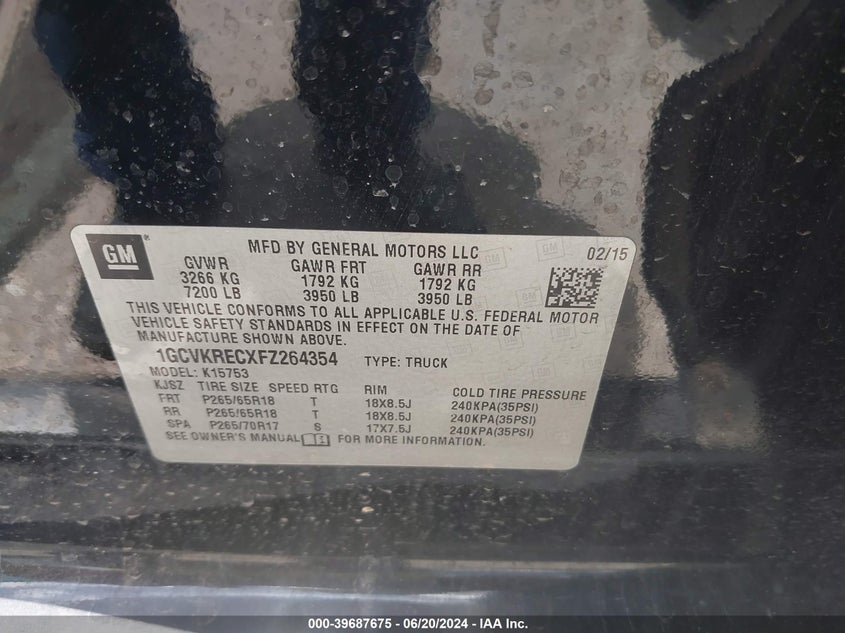 GM
MFD BY GENERAL MOTORS LLC
02/15
GVWR GAWR FRT GAWR RR
3266 KG 1792 KG 1792 KG
7200 LB 3950 LB 3950 LB
THIS VEHICLE CONFORMS TO ALL APPLICABLE U.S. FEDERAL MOTOR
VEHICLE SAFETY STANDARDS IN EFFECT ON THE DATE OF
MANUFACTURE SHOWN ABOVE.
1GCVKRECXFZ264354 TYPE: TRUCK
MODEL: K15753
KJSZ TIRE SIZE SPEED RTG RIM COLD TIRE PRESSURE
FRT P265/65R18 T 18X8.5J 240KPA(35PSI)
RR P265/65R18 T 18X8.5J 240KPA(35PSI)
SPA P265/70R17 S 17X7.5J 240KPA(35PSI)
SEE OWNER'S MANUAL FOR MORE INFORMATION.
000-39687675 - 06/20/2024 - IAA Inc.